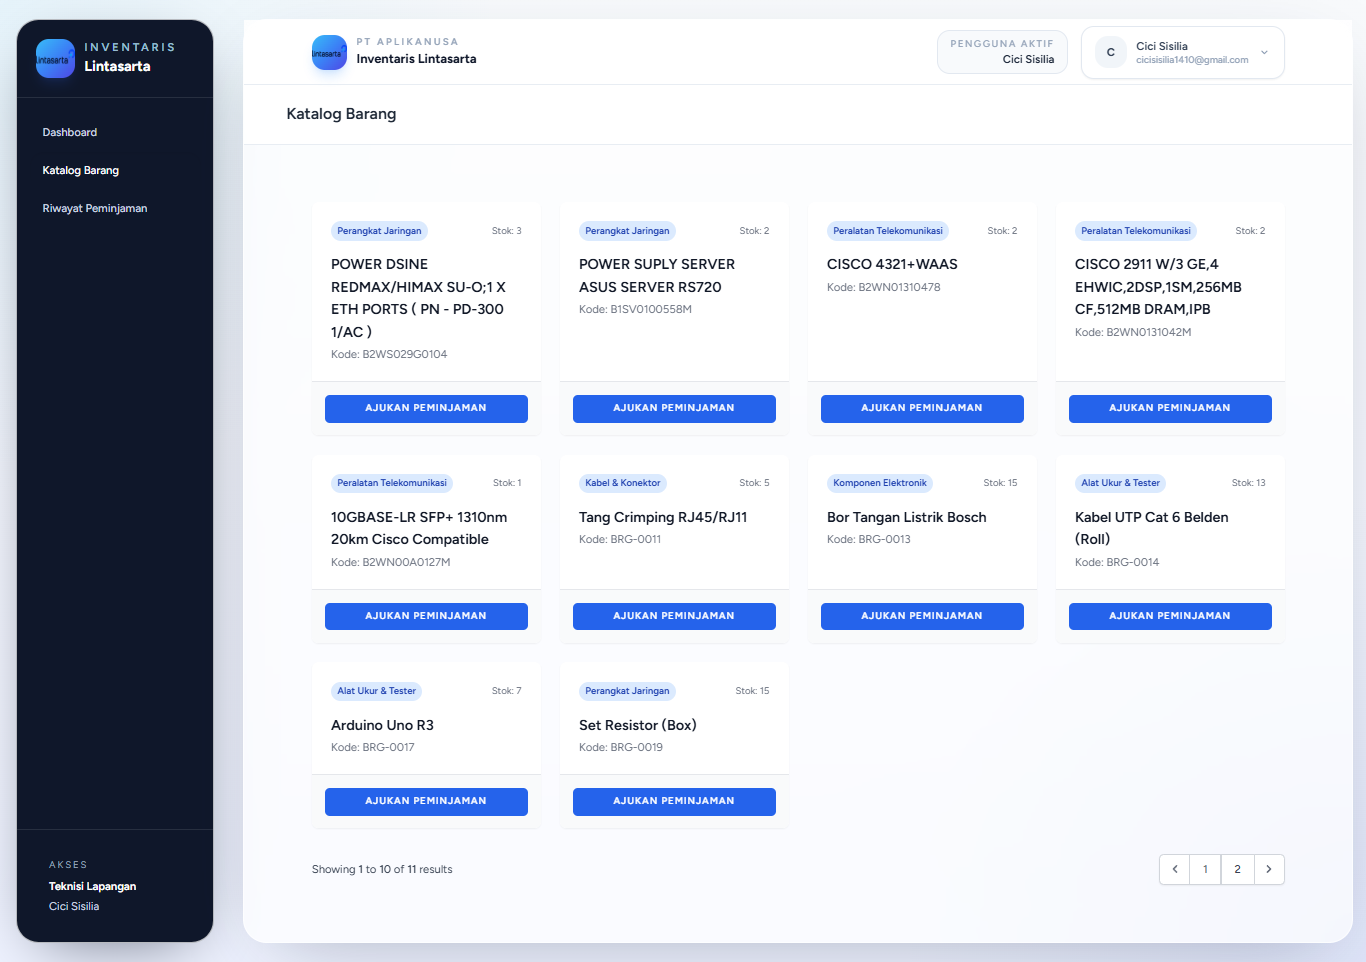 lintasarta
INVENTARIS
Lintasarta
Dashboard
Katalog Barang
Riwayat Peminjaman
AKSES
Teknisi Lapangan
Cici Sisilia
lintasarta
PT APLIKANUSA
Inventaris Lintasarta
PENGGUNA AKTIF
Cici Sisilia
C
Cici Sisilia
cicisisilia1410@gmail.com
Katalog Barang
Perangkat Jaringan
Stok: 3
POWER DSINE
REDMAX/HIMAX SU-O;1 X
ETH PORTS ( PN - PD-300
1/AC )
Kode: B2WS029G0104
AJUKAN PEMINJAMAN
Perangkat Jaringan
Stok: 2
POWER SUPLY SERVER
ASUS SERVER RS720
Kode: B1SV0100558M
AJUKAN PEMINJAMAN
Peralatan Telekomunikasi
Stok: 2
CISCO 4321+WAAS
Kode: B2WN01310478
AJUKAN PEMINJAMAN
Peralatan Telekomunikasi
Stok: 2
CISCO 2911 W/3 GE,4
EHWIC,2DSP,1SM,256MB
CF,512MB DRAM,IPB
Kode: B2WN0131042M
AJUKAN PEMINJAMAN
Peralatan Telekomunikasi
Stok: 1
10GBASE-LR SFP+ 1310nm
20km Cisco Compatible
Kode: B2WN00A0127M
AJUKAN PEMINJAMAN
Kabel & Konektor
Stok: 5
Tang Crimping RJ45/RJ11
Kode: BRG-0011
AJUKAN PEMINJAMAN
Komponen Elektronik
Stok: 15
Bor Tangan Listrik Bosch
Kode: BRG-0013
AJUKAN PEMINJAMAN
Alat Ukur & Tester
Stok: 13
Kabel UTP Cat 6 Belden
(Roll)
Kode: BRG-0014
AJUKAN PEMINJAMAN
Alat Ukur & Tester
Stok: 7
Arduino Uno R3
Kode: BRG-0017
AJUKAN PEMINJAMAN
Perangkat Jaringan
Stok: 15
Set Resistor (Box)
Kode: BRG-0019
AJUKAN PEMINJAMAN
Showing 1 to 10 of 11 results
1
2